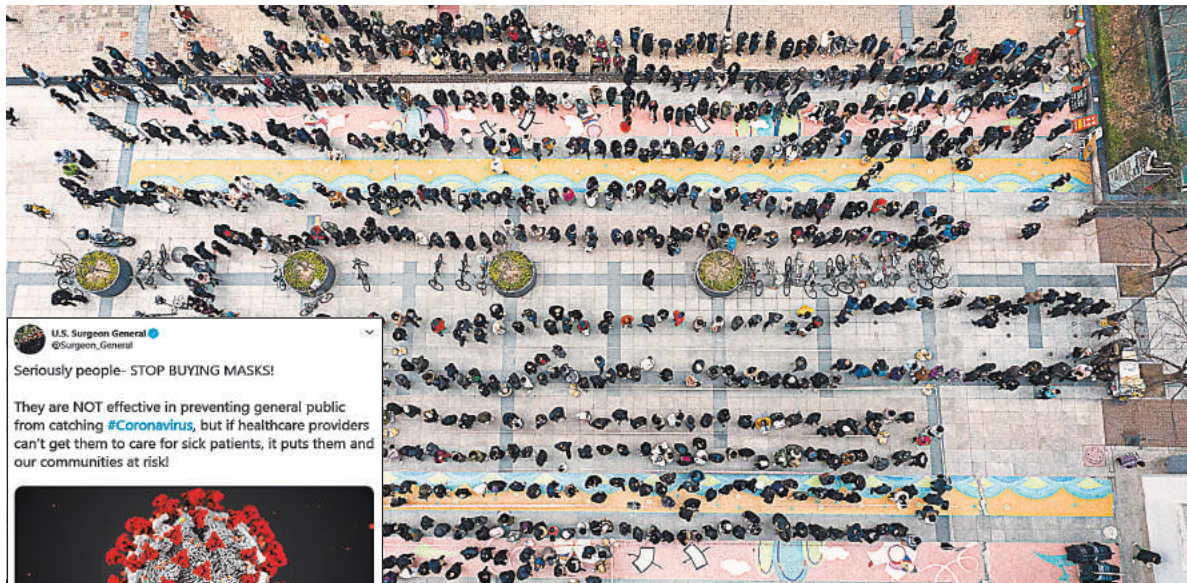 U.S. Surgeon General
@Surgeon_General
Seriously people- STOP BUYING MASKS!
They are NOT effective in preventing general public
from catching #Coronavirus, but if healthcare providers
can't get them to care for sick patients, it puts them and
our communities at risk!